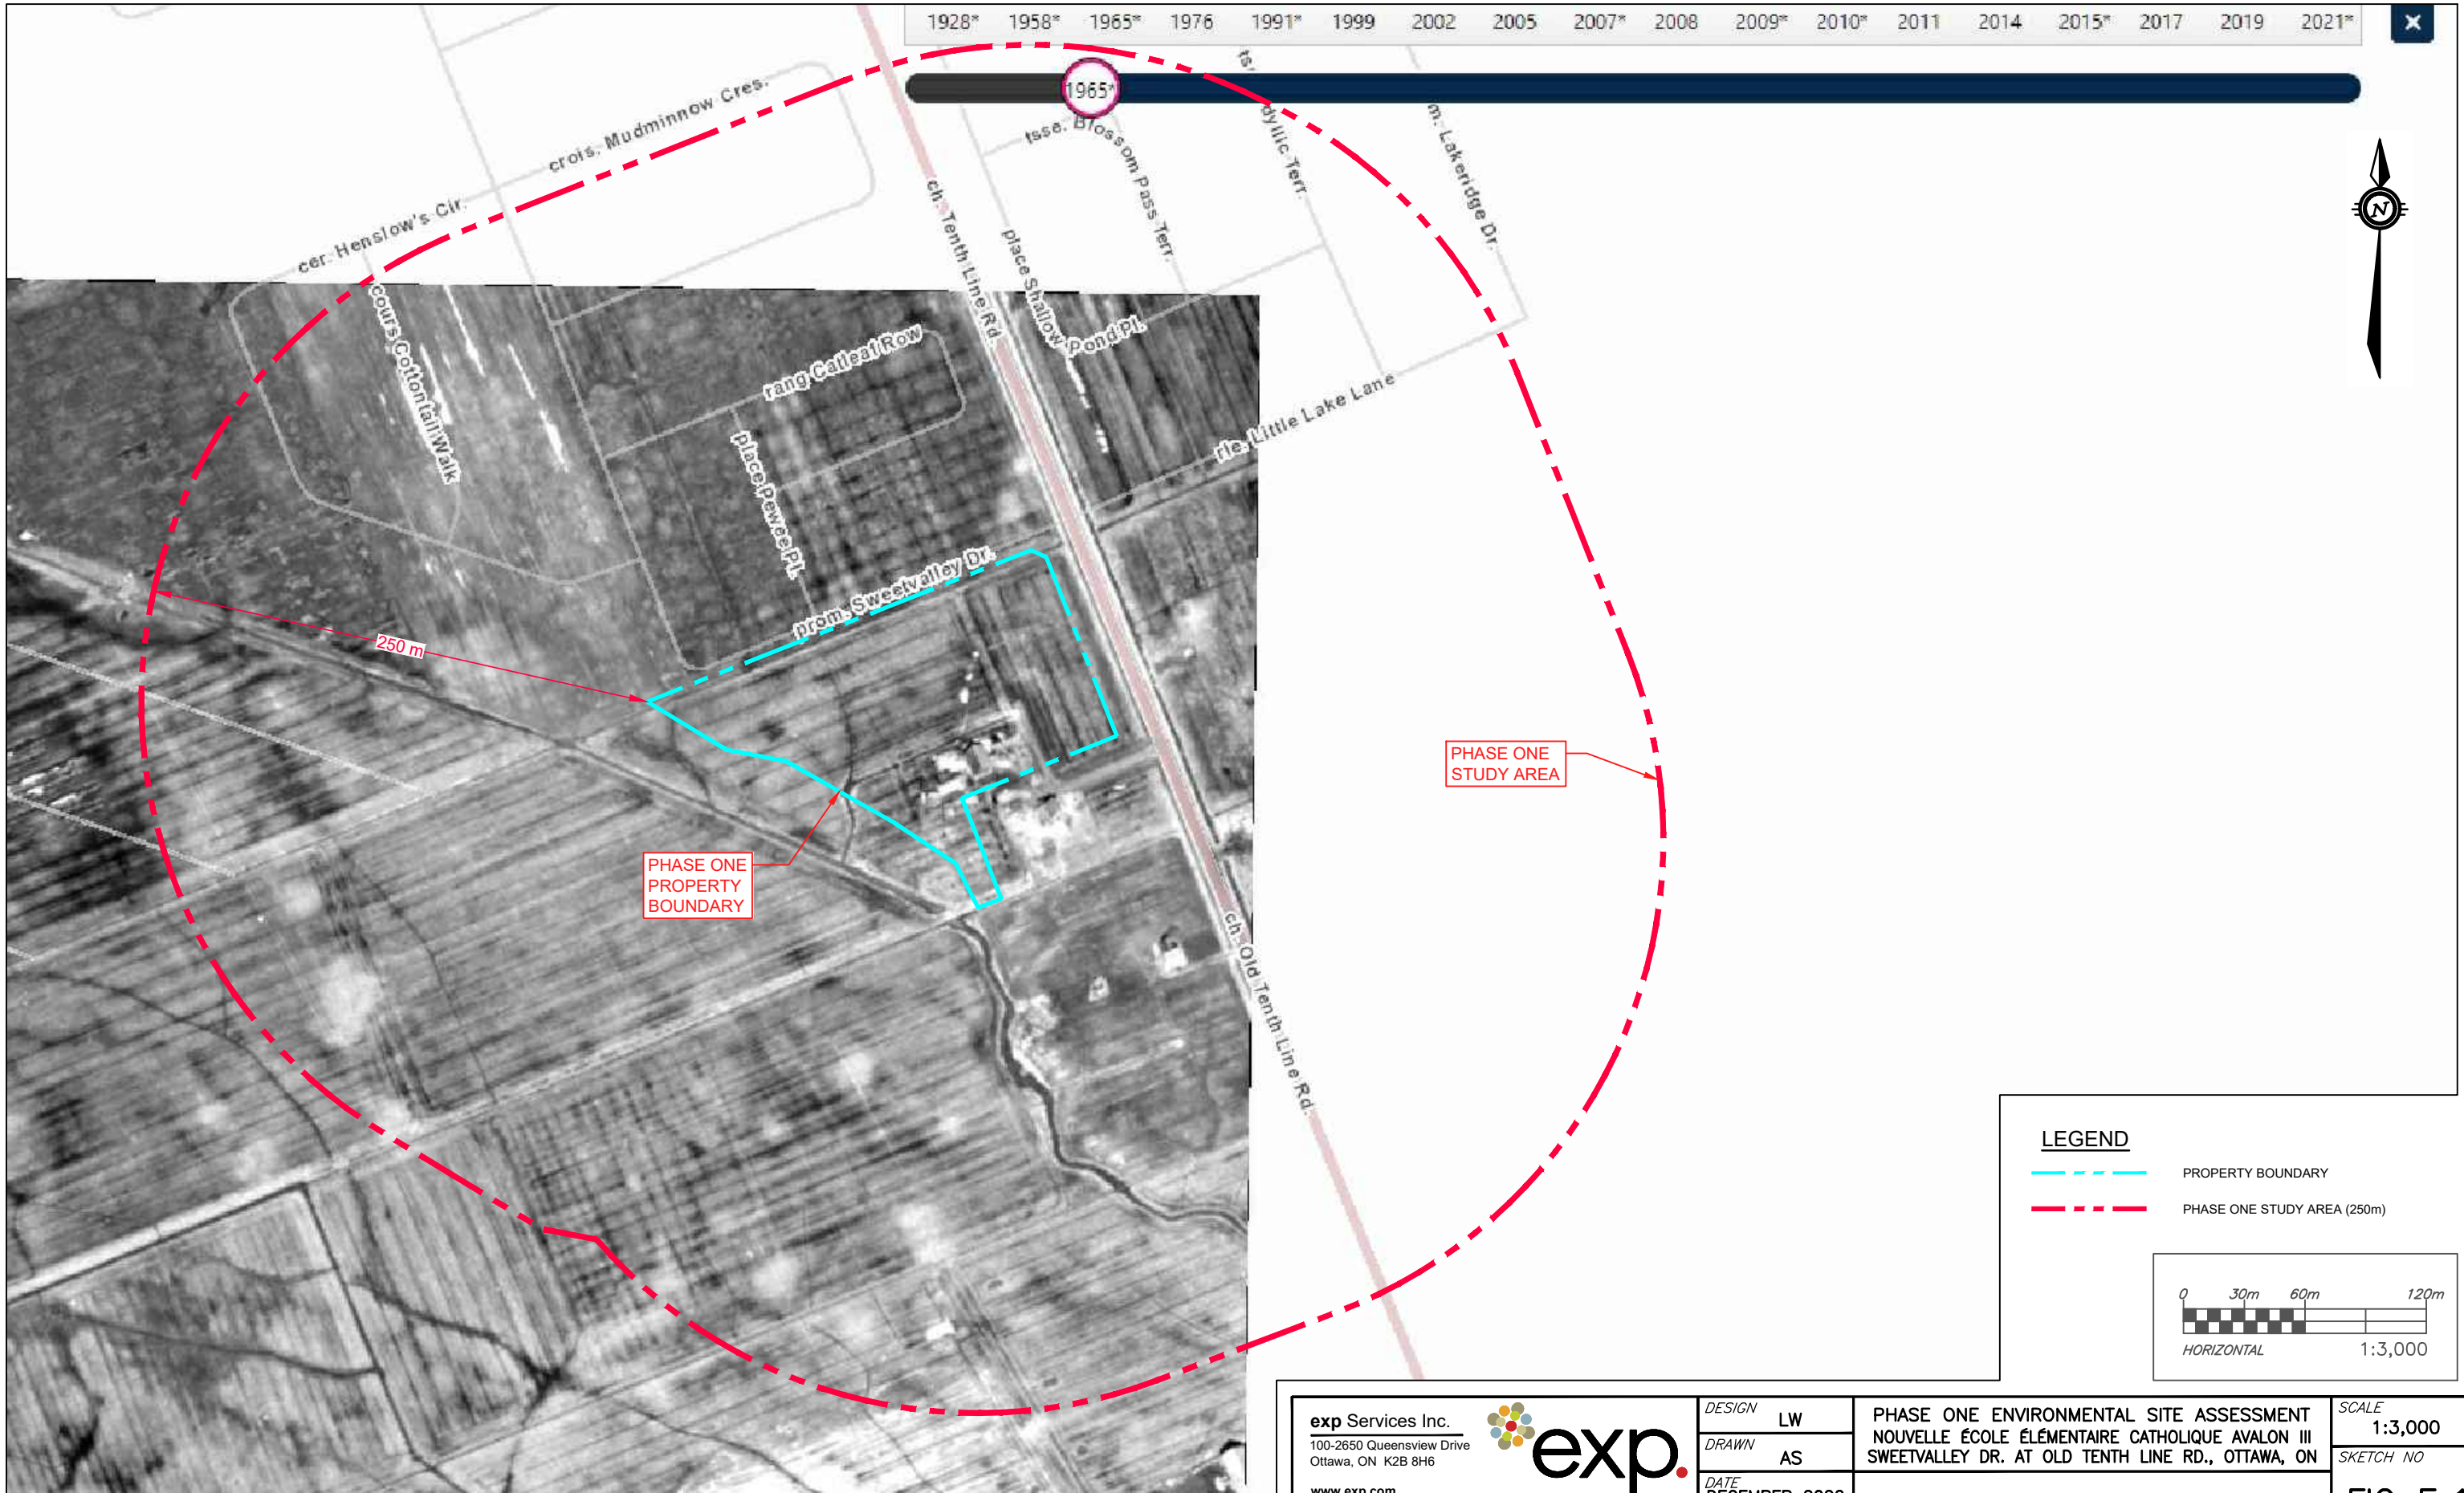 1928* 1958* 1965* 1976 1991* 1999 2002 2005 2007* 2008 2009* 2010* 2011 2014 2015* 2017 2019 2021*
1965*
N
crois. Mudminnow Cres.
cer. Henslow's Cir.
cours Cottontail Walk
ch. Tenth Line Rd.
tsse. Blossom Pass Terr.
place Shallow Pond Pl.
dyllic Terr.
m. Lakeridge Dr.
rang Catleaf Row
place Pewee Pl.
rle. Little Lake Lane
prom. Sweetvalley Dr.
250 m
PHASE ONE
STUDY AREA
PHASE ONE
PROPERTY
BOUNDARY
ch. Old Tenth Line Rd.
LEGEND
PROPERTY BOUNDARY
PHASE ONE STUDY AREA (250m)
0 30m 60m 120m
HORIZONTAL 1:3,000
exp Services Inc.
100-2650 Queensview Drive
Ottawa, ON K2B 8H6
www.exp.com
exp.
DESIGN
LW
DRAWN
AS
DATE
DECEMBER
PHASE ONE ENVIRONMENTAL SITE ASSESSMENT
NOUVELLE ÉCOLE ÉLÉMENTAIRE CATHOLIQUE AVALON III
SWEETVALLEY DR. AT OLD TENTH LINE RD., OTTAWA, ON
SCALE
1:3,000
SKETCH NO